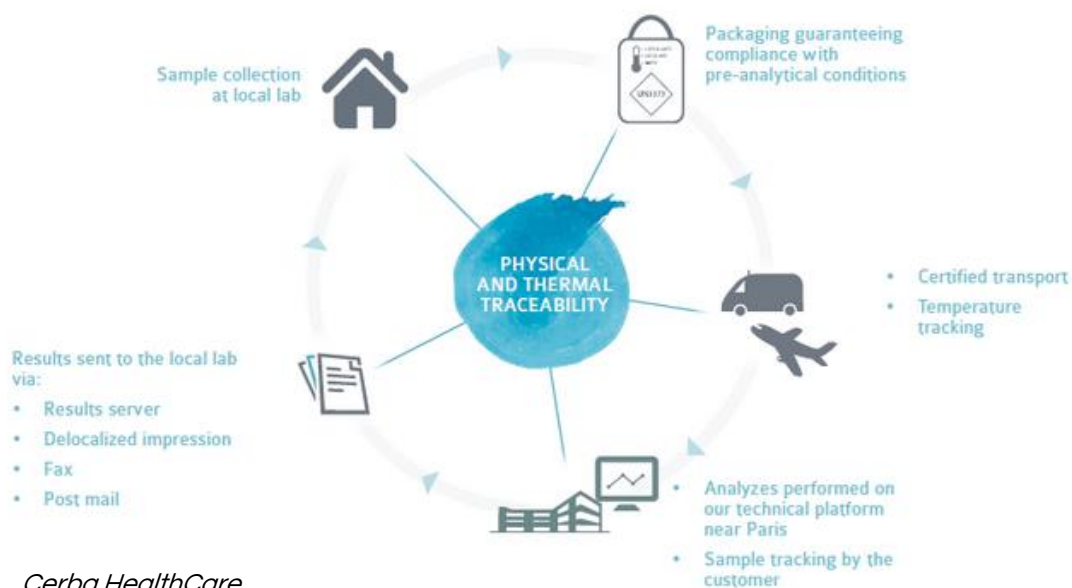 Sample collection
at local lab
Packaging guaranteeing
compliance with
pre-analytical conditions
UN3373
PHYSICAL
AND THERMAL
TRACEABILITY
• Certified transport
• Temperature
tracking
• Analyzes performed on
our technical platform
near Paris
• Sample tracking by the
customer
Results sent to the local lab
via:
• Results server
• Delocalized impression
• Fax
• Post mail
Cerba HealthCare